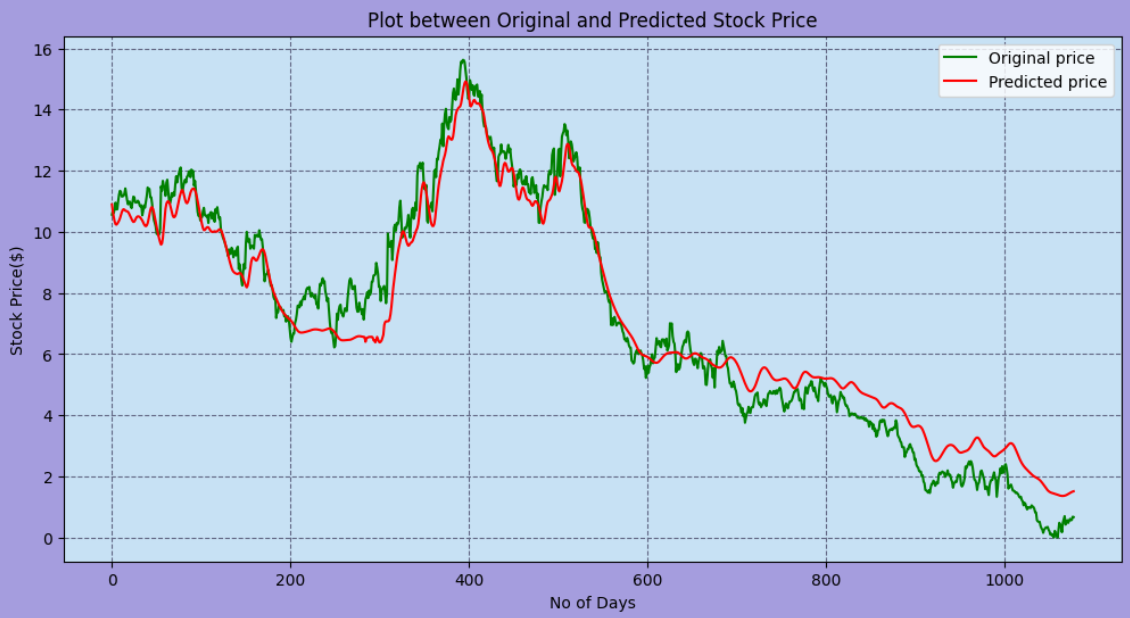 Plot between Original and Predicted Stock Price
Original price
Predicted price
Stock Price($)
16
14
12
10
8
6
4
2
0
0 200 400 600 800 1000
No of Days